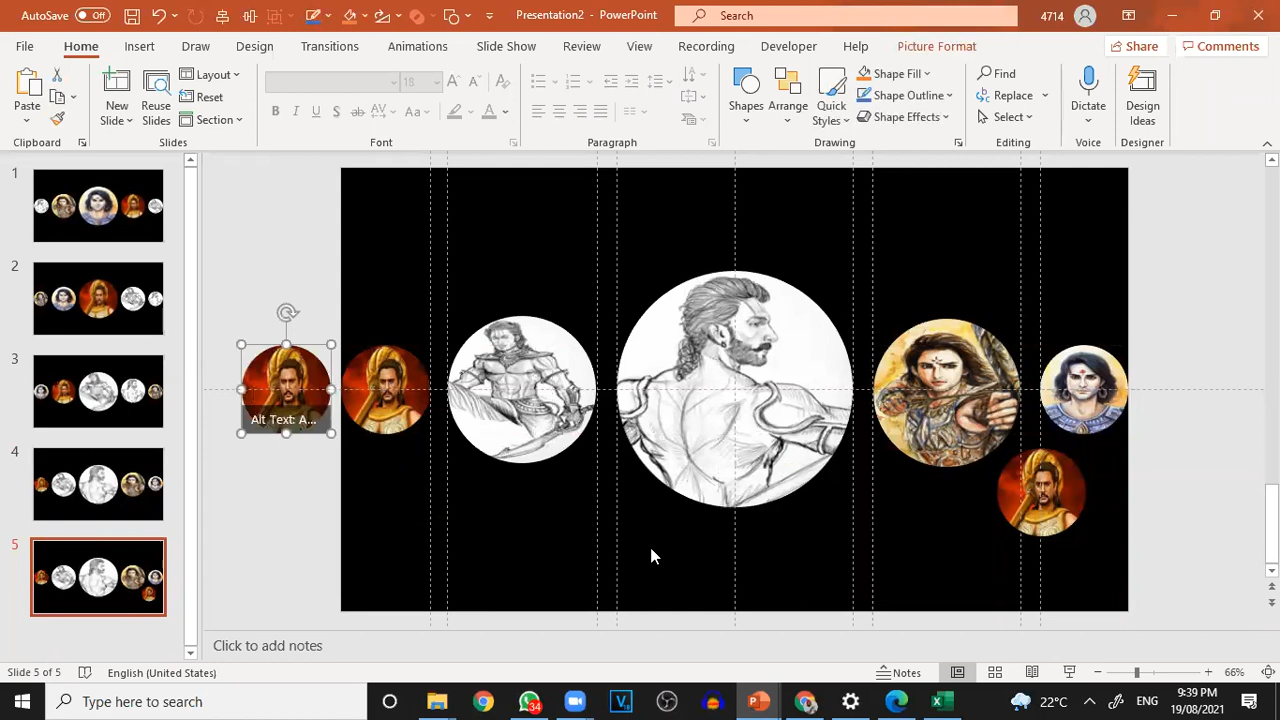 AutoSave Off
Presentation2 - PowerPoint
Search
4714
File Home Insert Draw Design Transitions Animations Slide Show Review View Recording Developer Help Picture Format
Share Comments
Paste
New Slide
Reuse Slides
Layout
Reset
Section
18
Aa
Shapes
Arrange
Quick Styles
Shape Fill
Shape Outline
Shape Effects
Find
Replace
Select
Dictate
Design Ideas
Clipboard Slides Font Paragraph Drawing Editing Voice Designer
1
2
3
4
5
Alt Text: A...
Click to add notes
Slide 5 of 5 English (United States) Notes 66%
Type here to search
34
22°C ENG
9:39 PM
19/08/2021